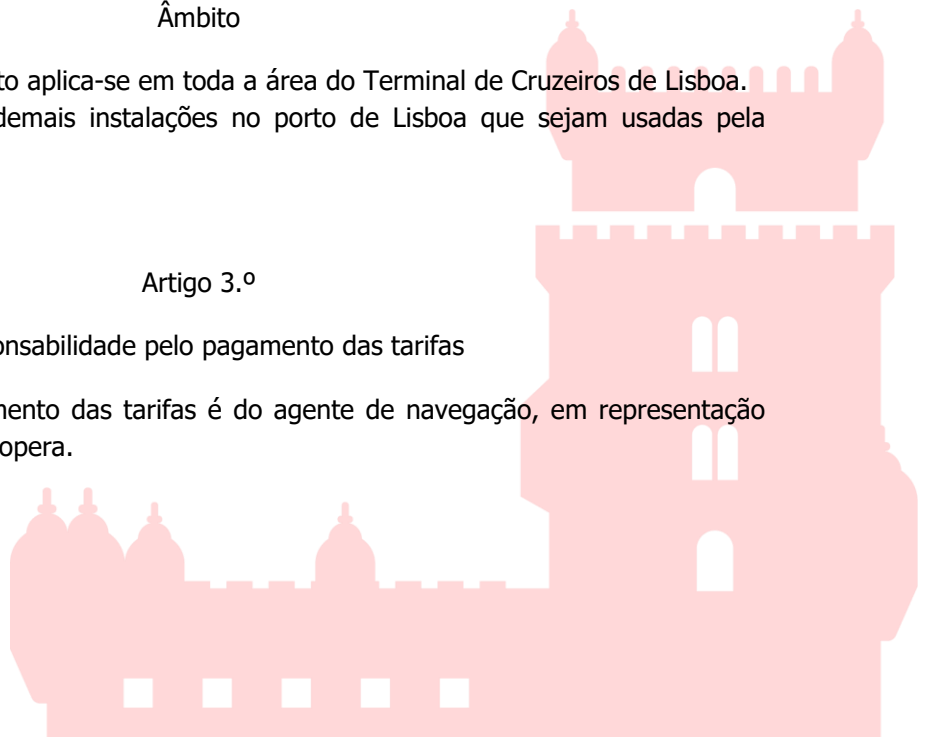 Âmbito
to aplica-se em toda a área do Terminal de Cruzeiros de Lisboa.
demais instalações no porto de Lisboa que sejam usadas pela
Artigo 3.º
onsabilidade pelo pagamento das tarifas
mento das tarifas é do agente de navegação, em representação
opera.